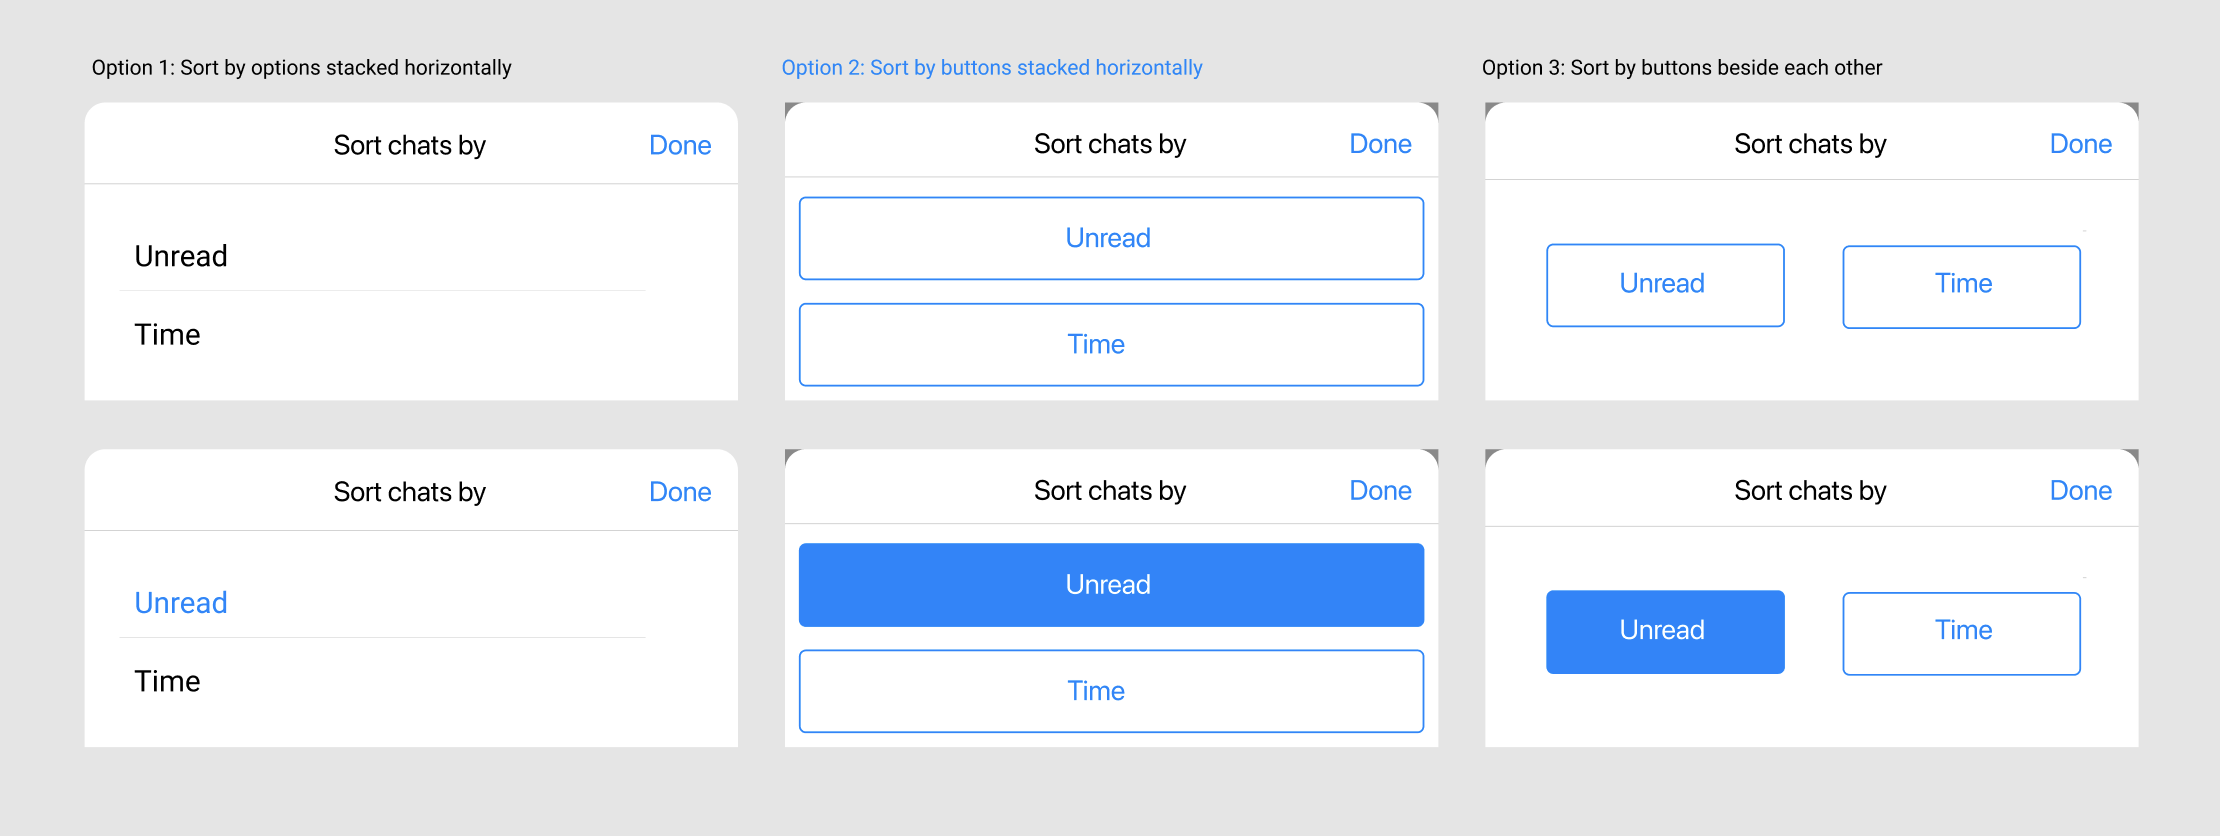 Option 1: Sort by options stacked horizontally
Sort chats by
Done
Unread
Time
Sort chats by
Done
Unread
Time
Option 2: Sort by buttons stacked horizontally
Sort chats by
Done
Unread
Time
Sort chats by
Done
Unread
Time
Option 3: Sort by buttons beside each other
Sort chats by
Done
Unread
Time
Sort chats by
Done
Unread
Time